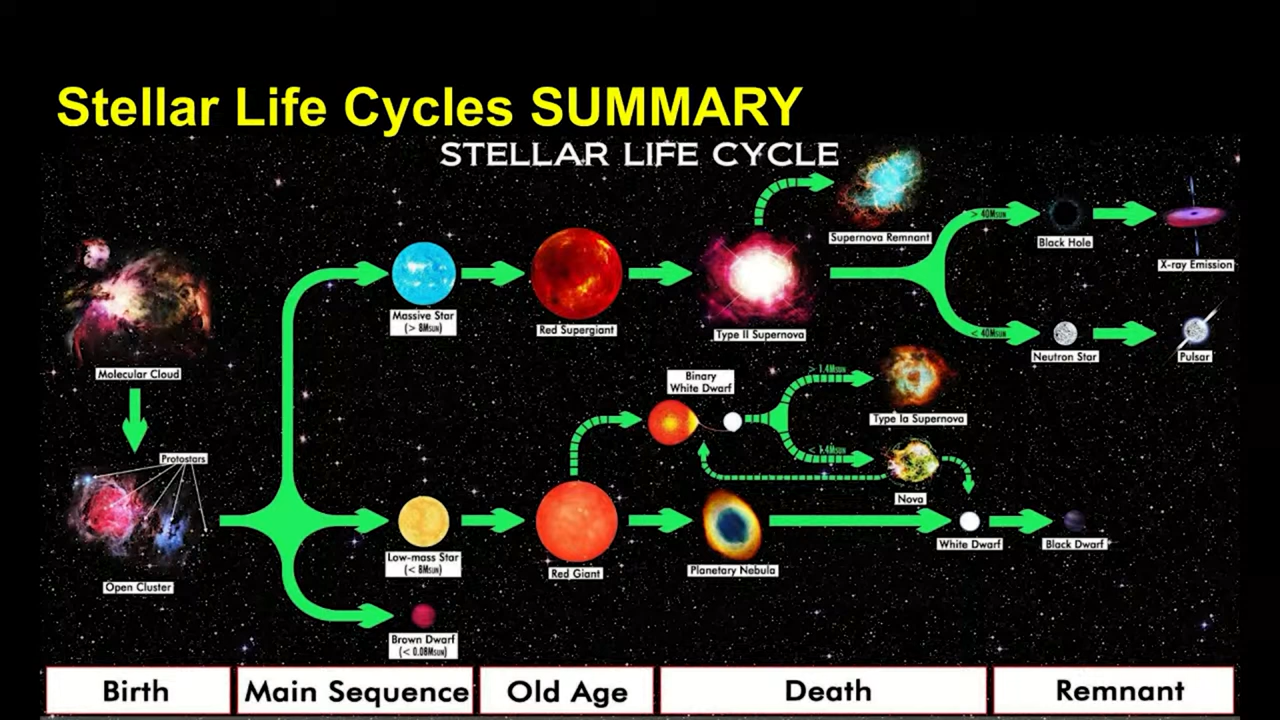 Stellar Life Cycles SUMMARY
STELLAR LIFE CYCLE
Molecular Cloud
Protostars
Open Cluster
Massive Star
(> 8MSUN)
Red Supergiant
Type II Supernova
Supernova Remnant
> 40MSUN
Black Hole
X-ray Emission
< 40MSUN
Neutron Star
Pulsar
Binary
White Dwarf
> 1.4MSUN
Type Ia Supernova
< 1.4MSUN
Nova
Low-mass Star
(< 8MSUN)
Red Giant
Planetary Nebula
White Dwarf
Black Dwarf
Brown Dwarf
(< 0.08MSUN)
Birth
Main Sequence
Old Age
Death
Remnant